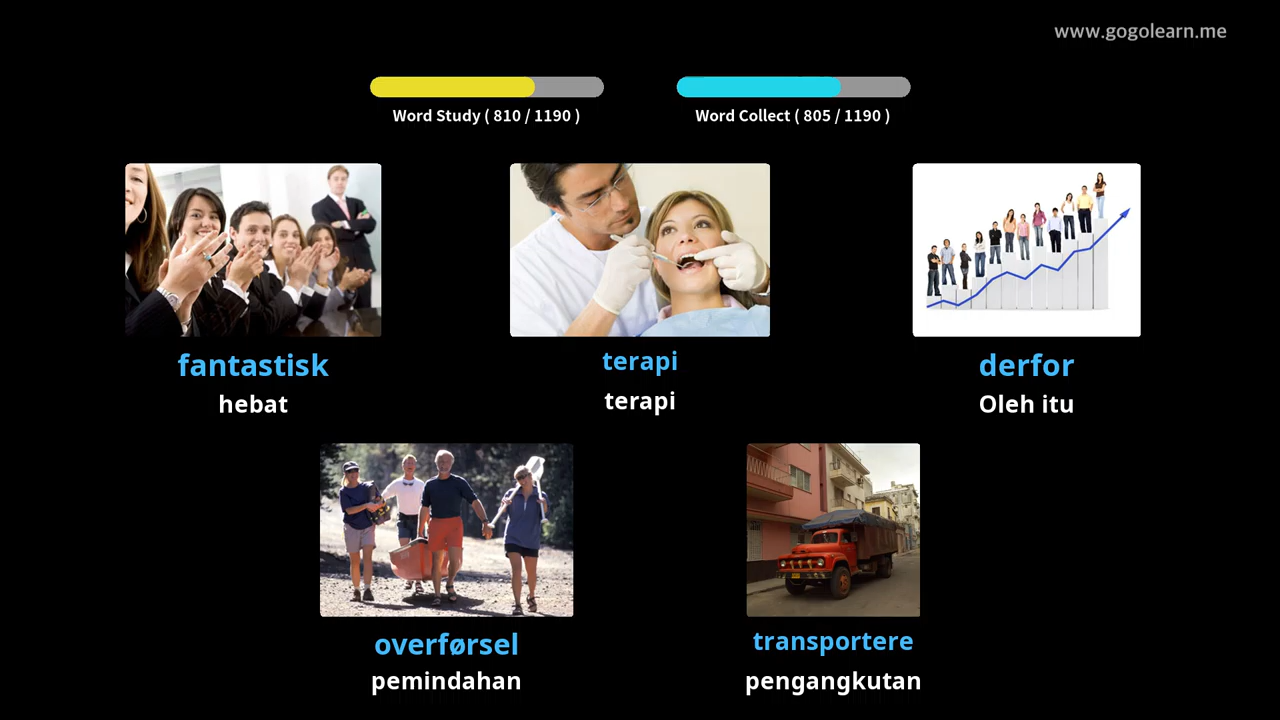 www.gogolearn.me
Word Study ( 810 / 1190 )
Word Collect ( 805 / 1190 )
fantastisk
hebat
terapi
terapi
derfor
Oleh itu
overførsel
pemindahan
transportere
pengangkutan